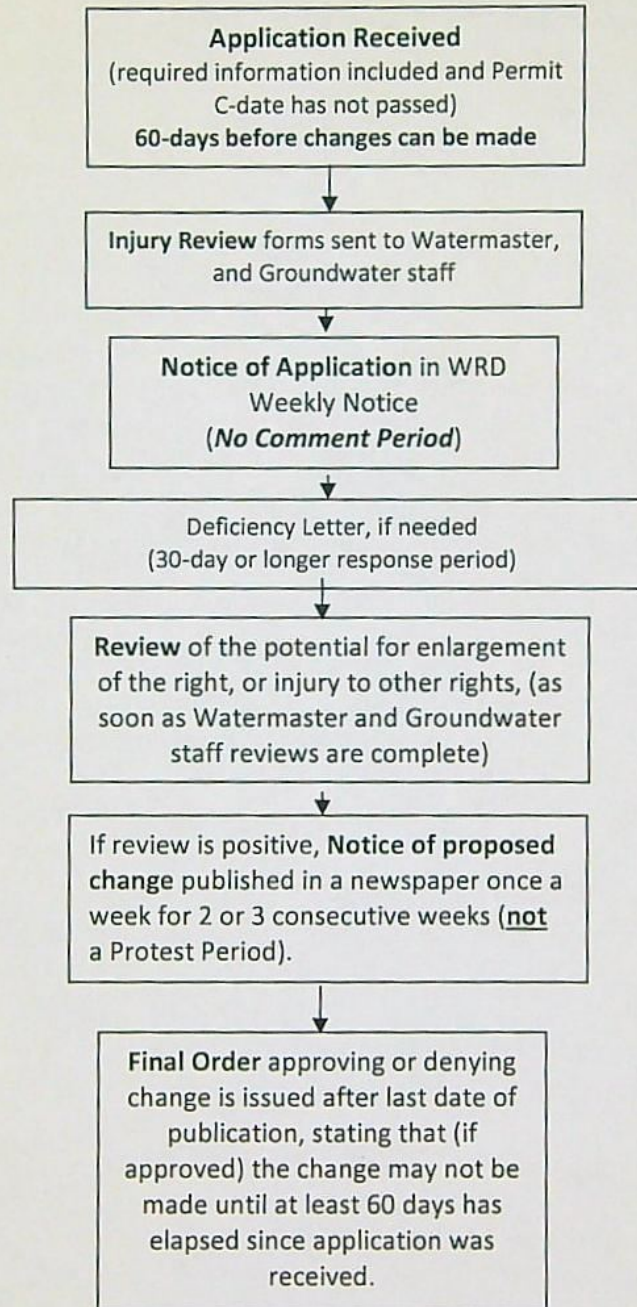 Application Received
(required information included and Permit
C-date has not passed)
60-days before changes can be made
Injury Review forms sent to Watermaster,
and Groundwater staff
Notice of Application in WRD
Weekly Notice
(No Comment Period)
Deficiency Letter, if needed
(30-day or longer response period)
Review of the potential for enlargement
of the right, or injury to other rights, (as
soon as Watermaster and Groundwater
staff reviews are complete)
If review is positive, Notice of proposed
change published in a newspaper once a
week for 2 or 3 consecutive weeks (not
a Protest Period).
Final Order approving or denying
change is issued after last date of
publication, stating that (if
approved) the change may not be
made until at least 60 days has
elapsed since application was
received.